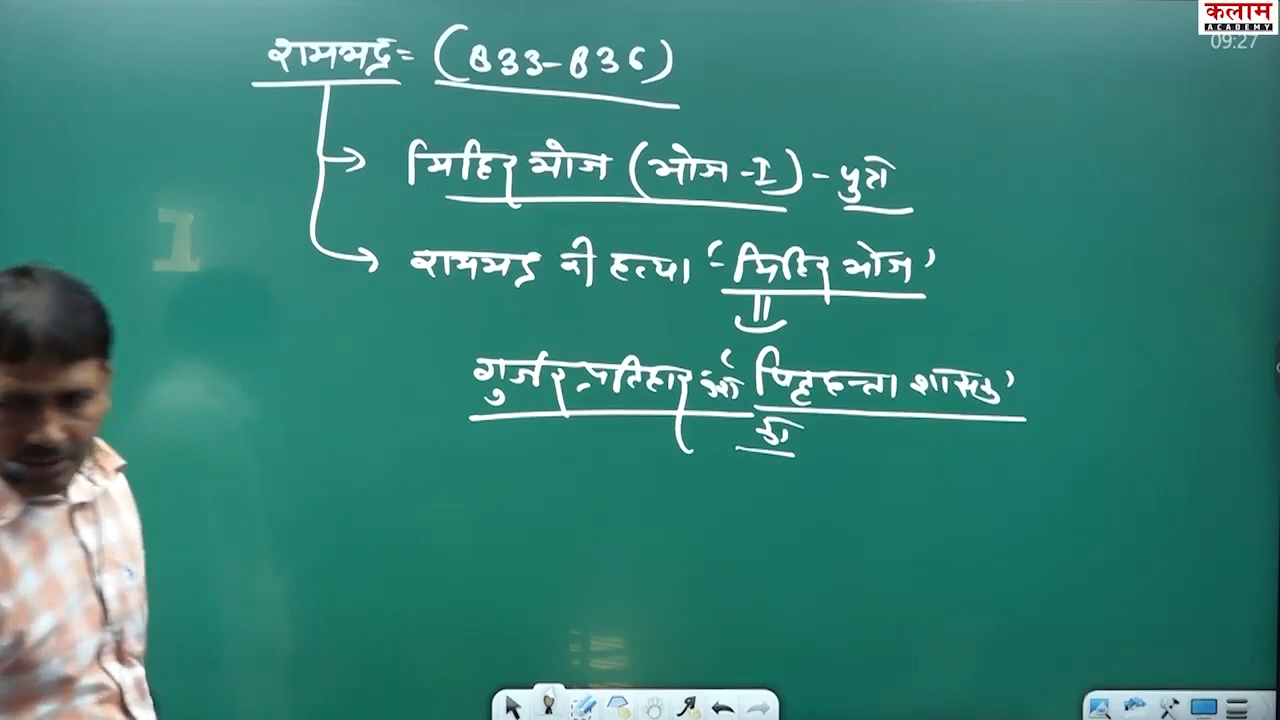 कलाम
ACADEMY
09:27
रामभद्र = (833-836)
→ मिहिर भोज (भोज-I) - पुत्र
→ रामभद्र की हत्या - 'मिहिर भोज'
गुर्जर प्रतिहार का 'पितृहन्ता शासक'